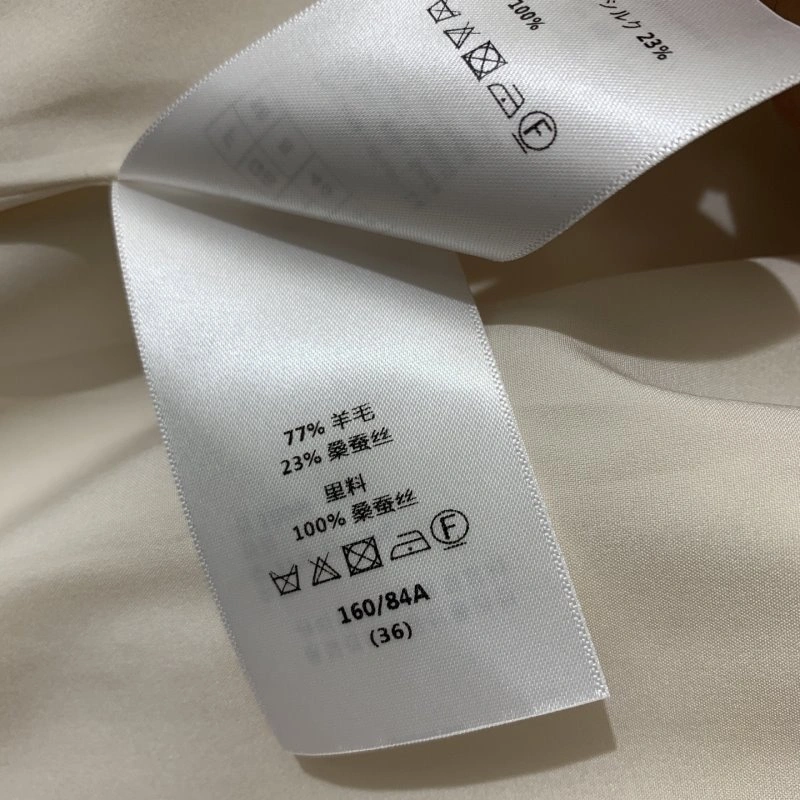 シルク 23%
100%
F
77% 羊毛
23% 桑蚕丝
里料
100% 桑蚕丝
F
160/84A
(36)